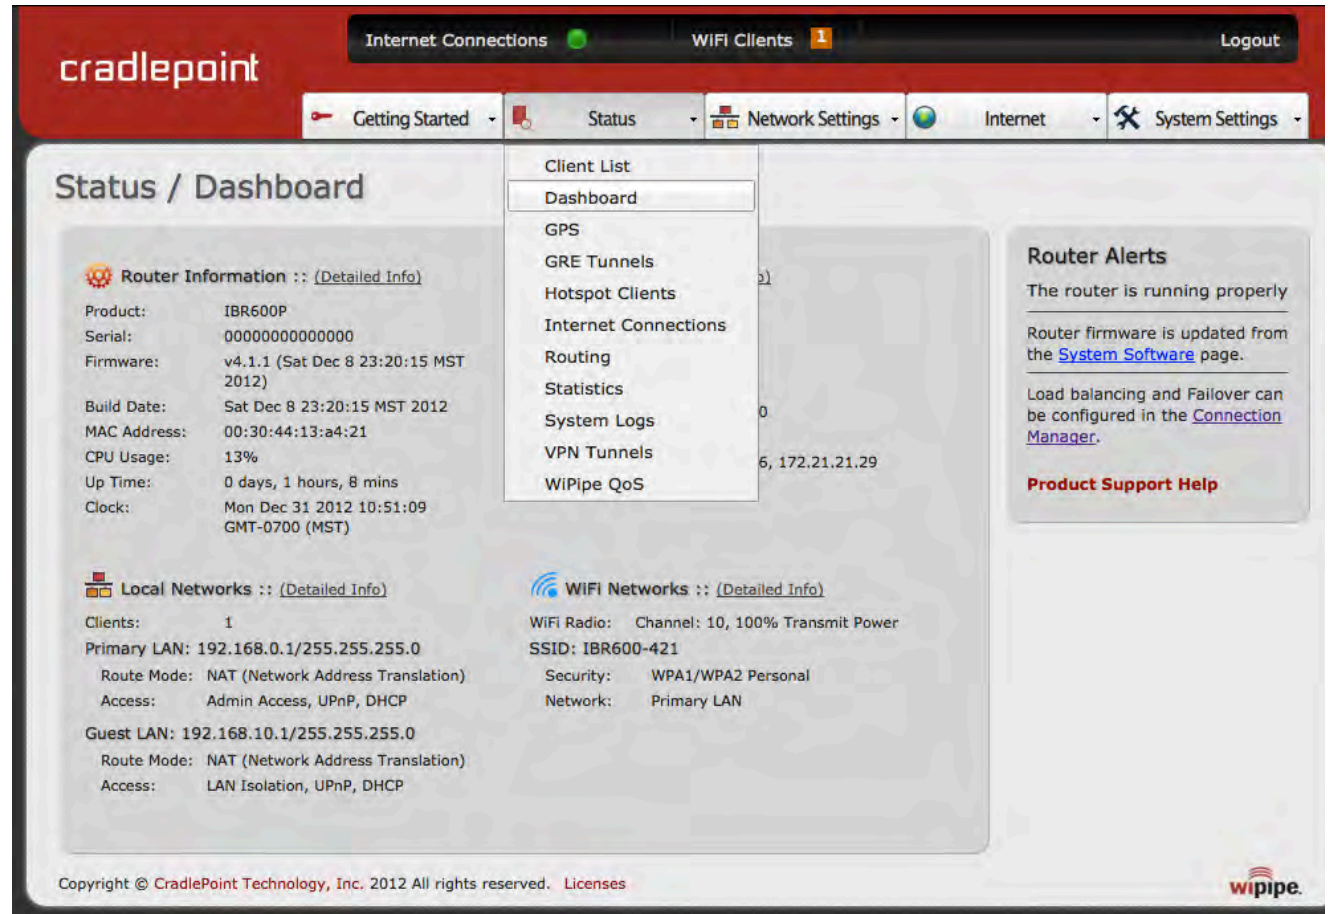 Internet Connections WiFi Clients 1 Logout
cradlepoint
Getting Started Status Network Settings Internet System Settings
Status / Dashboard
Client List
Dashboard
GPS
GRE Tunnels
Hotspot Clients
Internet Connections
Routing
Statistics
System Logs
VPN Tunnels
WiPipe QoS
Router Information :: (Detailed Info)
Product: IBR600P
Serial: 00000000000000
Firmware: v4.1.1 (Sat Dec 8 23:20:15 MST
2012)
Build Date: Sat Dec 8 23:20:15 MST 2012
MAC Address: 00:30:44:13:a4:21
CPU Usage: 13%
Up Time: 0 days, 1 hours, 8 mins
Clock: Mon Dec 31 2012 10:51:09
GMT-0700 (MST)
0
6, 172.21.21.29
Local Networks :: (Detailed Info)
Clients: 1
Primary LAN: 192.168.0.1/255.255.255.0
Route Mode: NAT (Network Address Translation)
Access: Admin Access, UPnP, DHCP
Guest LAN: 192.168.10.1/255.255.255.0
Route Mode: NAT (Network Address Translation)
Access: LAN Isolation, UPnP, DHCP
WiFi Networks :: (Detailed Info)
WiFi Radio: Channel: 10, 100% Transmit Power
SSID: IBR600-421
Security: WPA1/WPA2 Personal
Network: Primary LAN
Router Alerts
The router is running properly
Router firmware is updated from
the System Software page.
Load balancing and Failover can
be configured in the Connection
Manager.
Product Support Help
Copyright © CradlePoint Technology, Inc. 2012 All rights reserved. Licenses
wipipe.